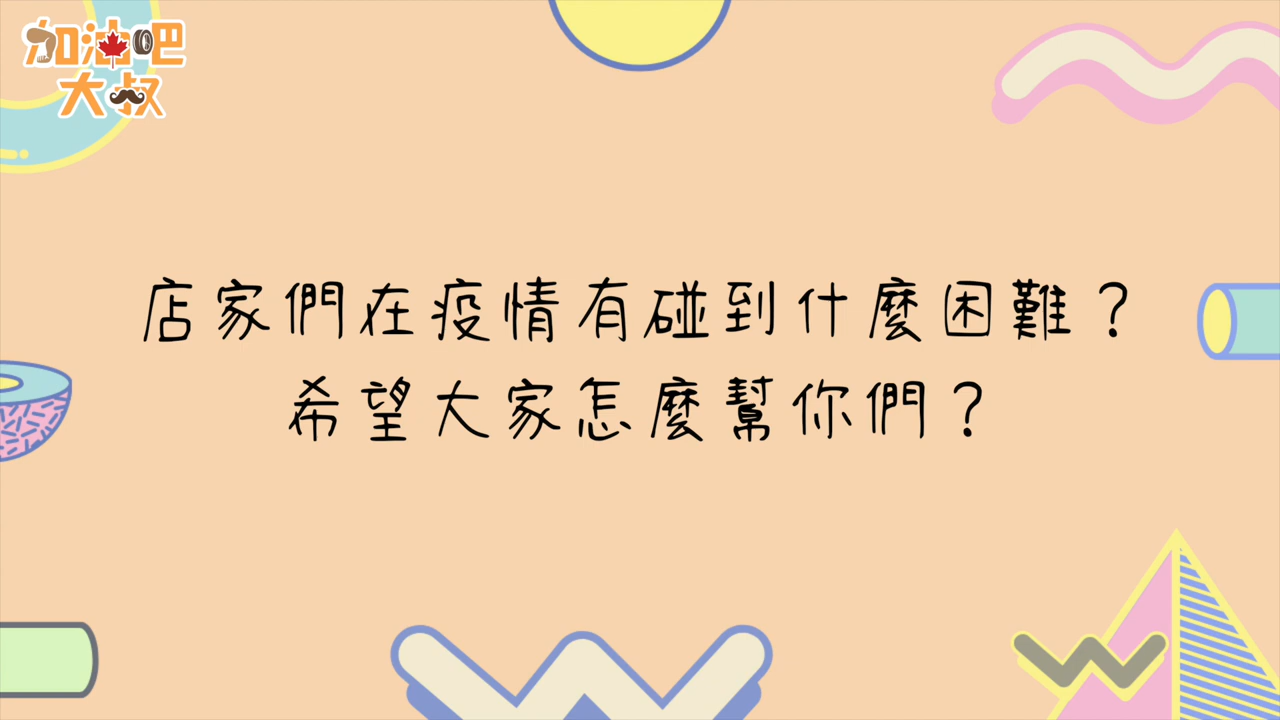 加油吧
大叔
店家們在疫情有碰到什麼困難？
希望大家怎麼幫你們？